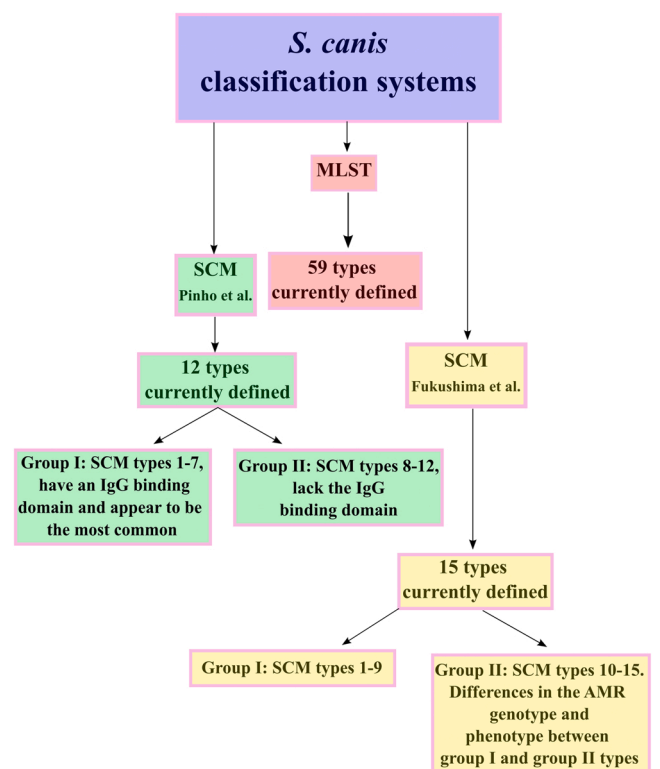 S. canis
classification systems
MLST
59 types
currently defined
SCM
Pinho et al.
12 types
currently defined
Group I: SCM types 1-7,
have an IgG binding
domain and appear to be
the most common
Group II: SCM types 8-12,
lack the IgG
binding domain
SCM
Fukushima et al.
15 types
currently defined
Group I: SCM types 1-9
Group II: SCM types 10-15.
Differences in the AMR
genotype and
phenotype between
group I and group II types